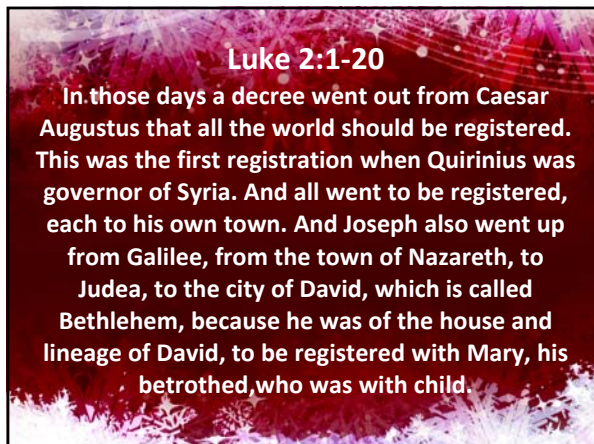 Luke 2:1-20
In those days a decree went out from Caesar
Augustus that all the world should be registered.
This was the first registration when Quirinius was
governor of Syria. And all went to be registered,
each to his own town. And Joseph also went up
from Galilee, from the town of Nazareth, to
Judea, to the city of David, which is called
Bethlehem, because he was of the house and
lineage of David, to be registered with Mary, his
betrothed,who was with child.